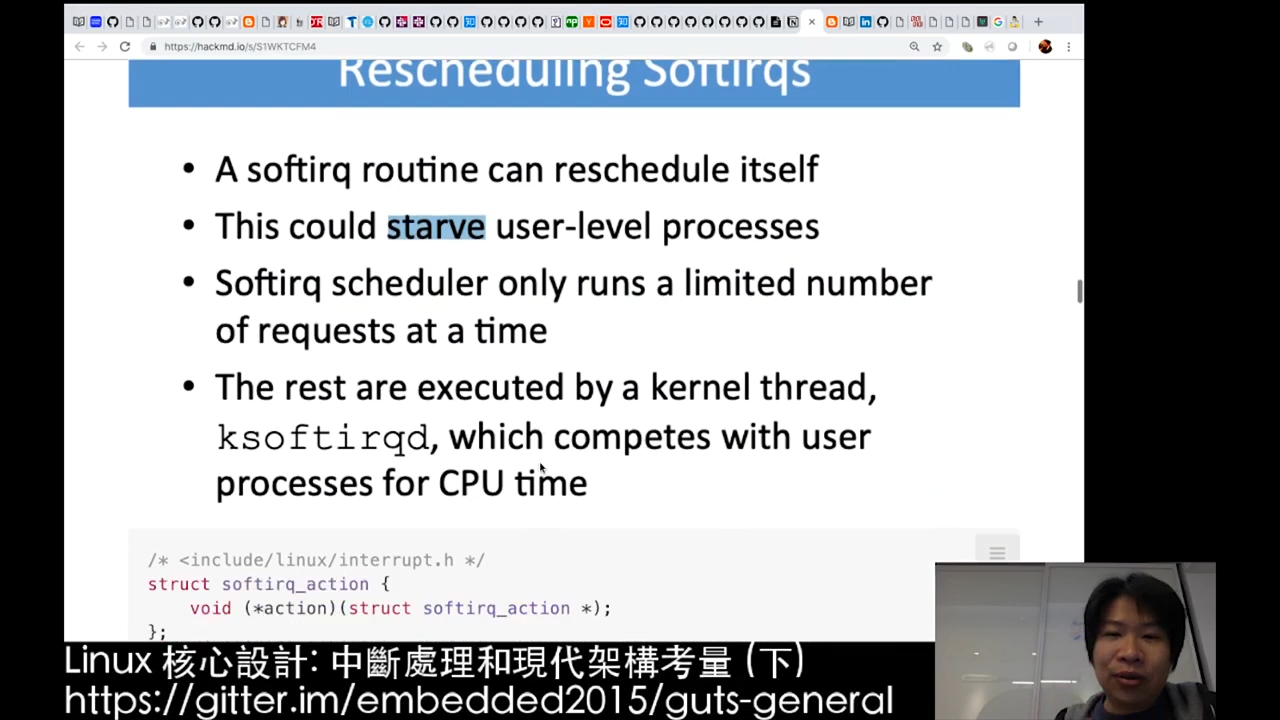 https://hackmd.io/s/S1WKTCFM4
Rescheduling Softirqs
• A softirq routine can reschedule itself
• This could starve user-level processes
• Softirq scheduler only runs a limited number
of requests at a time
• The rest are executed by a kernel thread,
ksoftirqd, which competes with user
processes for CPU time
/* <include/linux/interrupt.h */
struct softirq_action {
void (*action)(struct softirq_action *);
};
Linux 核心設計: 中斷處理和現代架構考量 (下)
https://gitter.im/embedded2015/guts-general